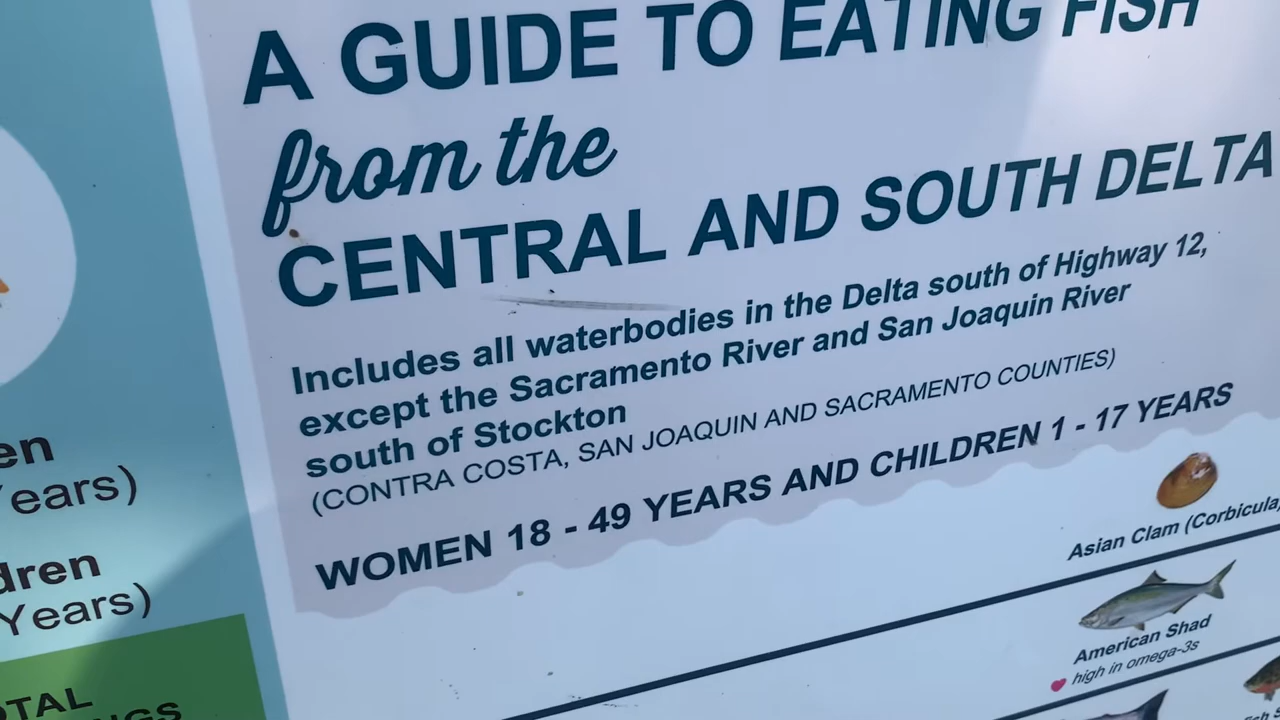 A GUIDE TO EATING FISH
from the
CENTRAL AND SOUTH DELTA
Includes all waterbodies in the Delta south of Highway 12,
except the Sacramento River and San Joaquin River
south of Stockton
(CONTRA COSTA, SAN JOAQUIN AND SACRAMENTO COUNTIES)
WOMEN 18 - 49 YEARS AND CHILDREN 1 - 17 YEARS
Asian Clam (Corbicula)
American Shad
high in omega-3s
Years)
Years)